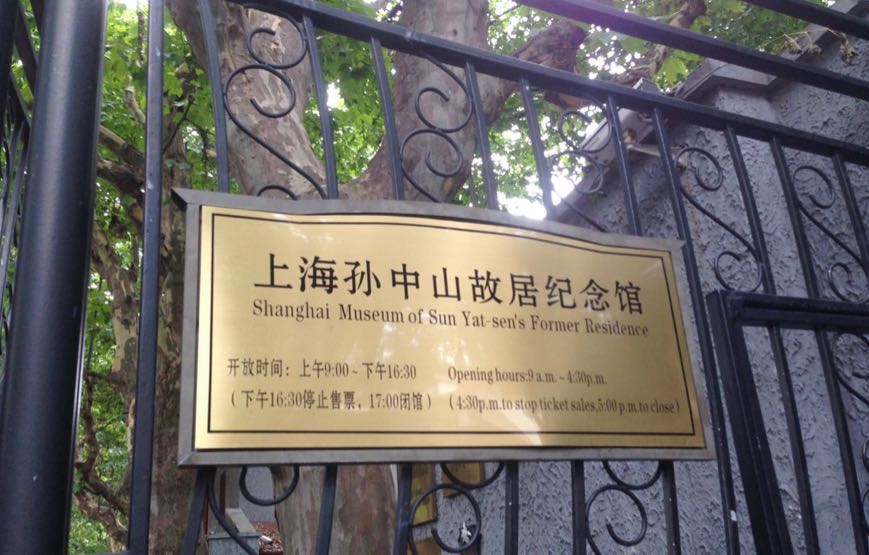 上海孙中山故居纪念馆
Shanghai Museum of Sun Yat-sen's Former Residence
开放时间：上午9:00～下午16:30
（下午16:30停止售票，17:00闭馆）
Opening hours:9 a.m.~4:30p.m.
(4:30p.m.to stop ticket sales,5:00 p.m.to close)